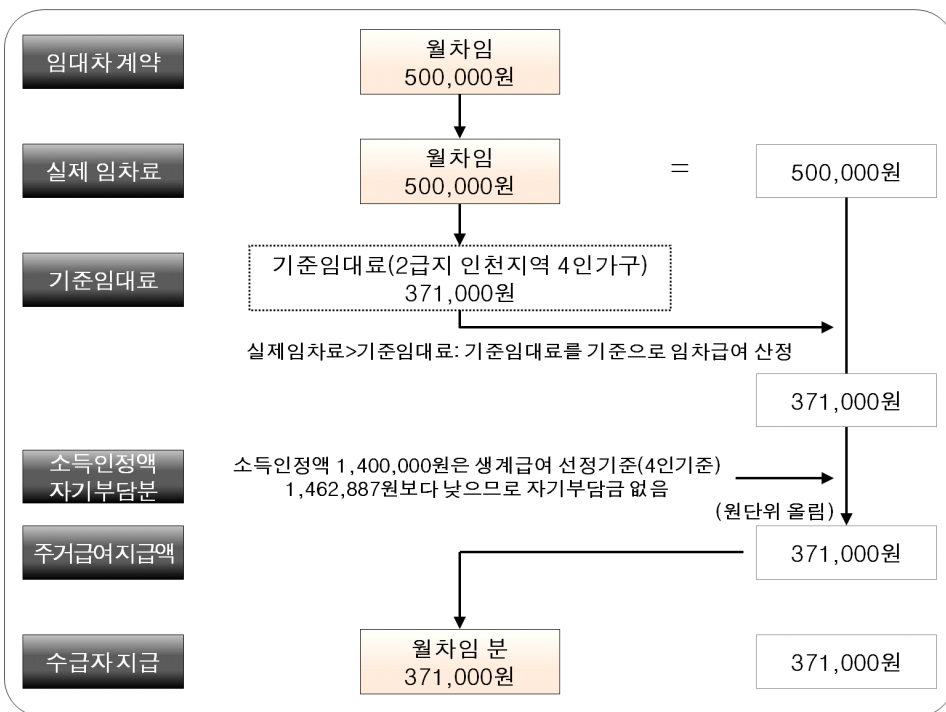 임대차 계약
월차임
500,000원
실제 임차료
월차임
500,000원
=
500,000원
기준임대료
기준임대료(2급지 인천지역 4인가구)
371,000원
실제임차료>기준임대료: 기준임대료를 기준으로 임차급여 산정
371,000원
소득인정액
자기부담분
소득인정액 1,400,000원은 생계급여 선정기준(4인기준)
1,462,887원보다 낮으므로 자기부담금 없음
(원단위 올림)
주거급여지급액
371,000원
수급자 지급
월차임 분
371,000원
371,000원